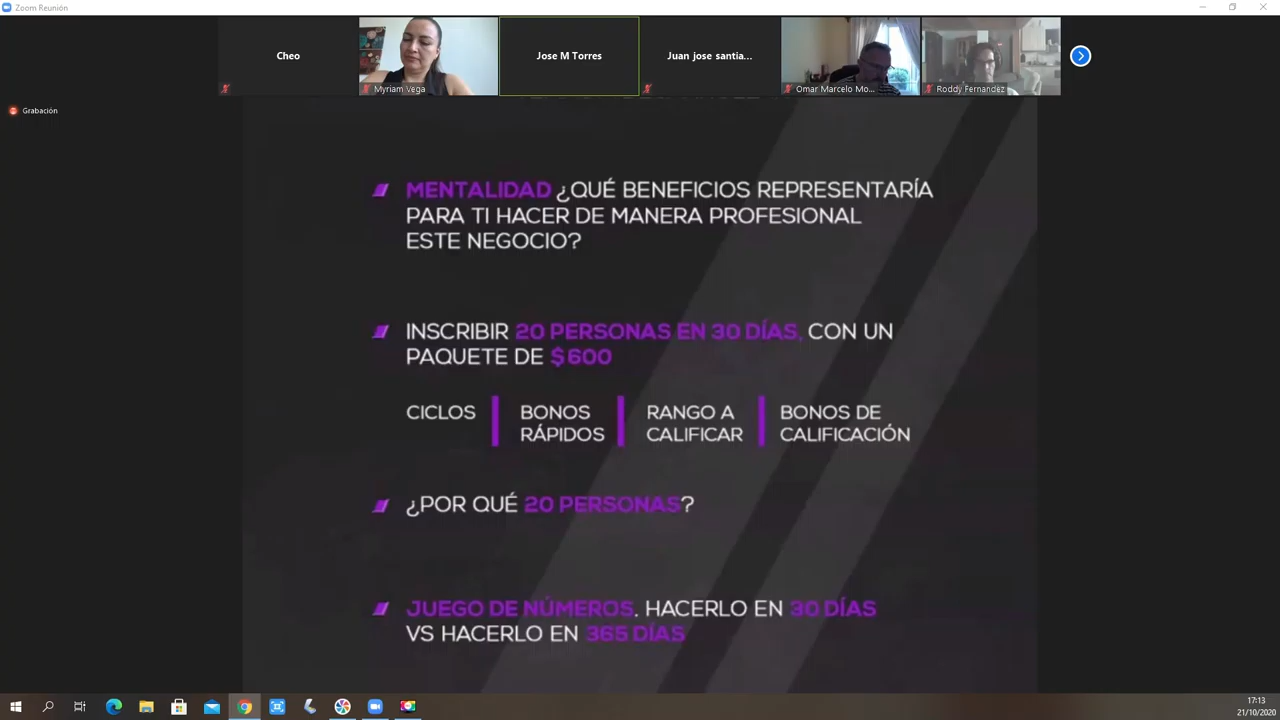 Zoom Reunión
Cheo
Myriam Vega
Jose M Torres
Juan jose santia...
Omar Marcelo Mo...
Roddy Fernandez
Grabación
MENTALIDAD ¿QUÉ BENEFICIOS REPRESENTARÍA
PARA TI HACER DE MANERA PROFESIONAL
ESTE NEGOCIO?
INSCRIBIR 20 PERSONAS EN 30 DÍAS, CON UN
PAQUETE DE $600
CICLOS
BONOS
RÁPIDOS
RANGO A
CALIFICAR
BONOS DE
CALIFICACIÓN
¿POR QUÉ 20 PERSONAS?
JUEGO DE NÚMEROS. HACERLO EN 30 DÍAS
VS HACERLO EN 365 DÍAS
17:13
21/10/2020